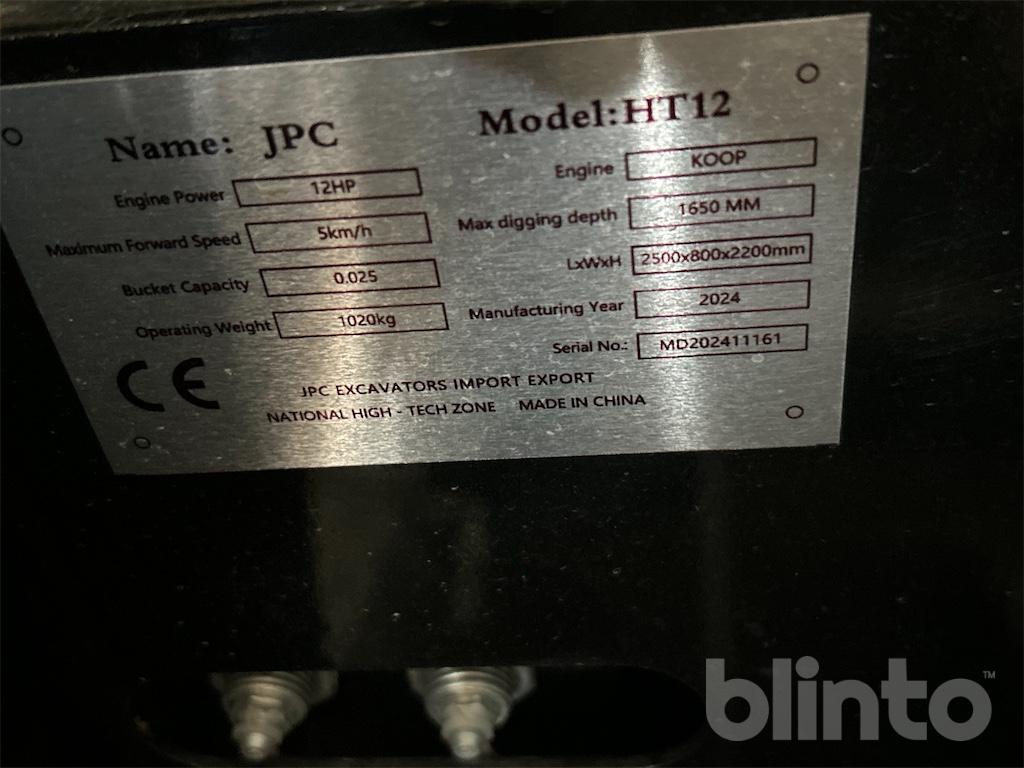 Name: JPC
Model:HT12
Engine Power 12HP
Engine KOOP
Maximum Forward Speed 5km/h
Max digging depth 1650 MM
Bucket Capacity 0.025
LxWxH 2500x800x2200mm
Operating Weight 1020kg
Manufacturing Year 2024
Serial No.: MD202411161
CE
JPC EXCAVATORS IMPORT EXPORT
NATIONAL HIGH - TECH ZONE MADE IN CHINA
blinto™